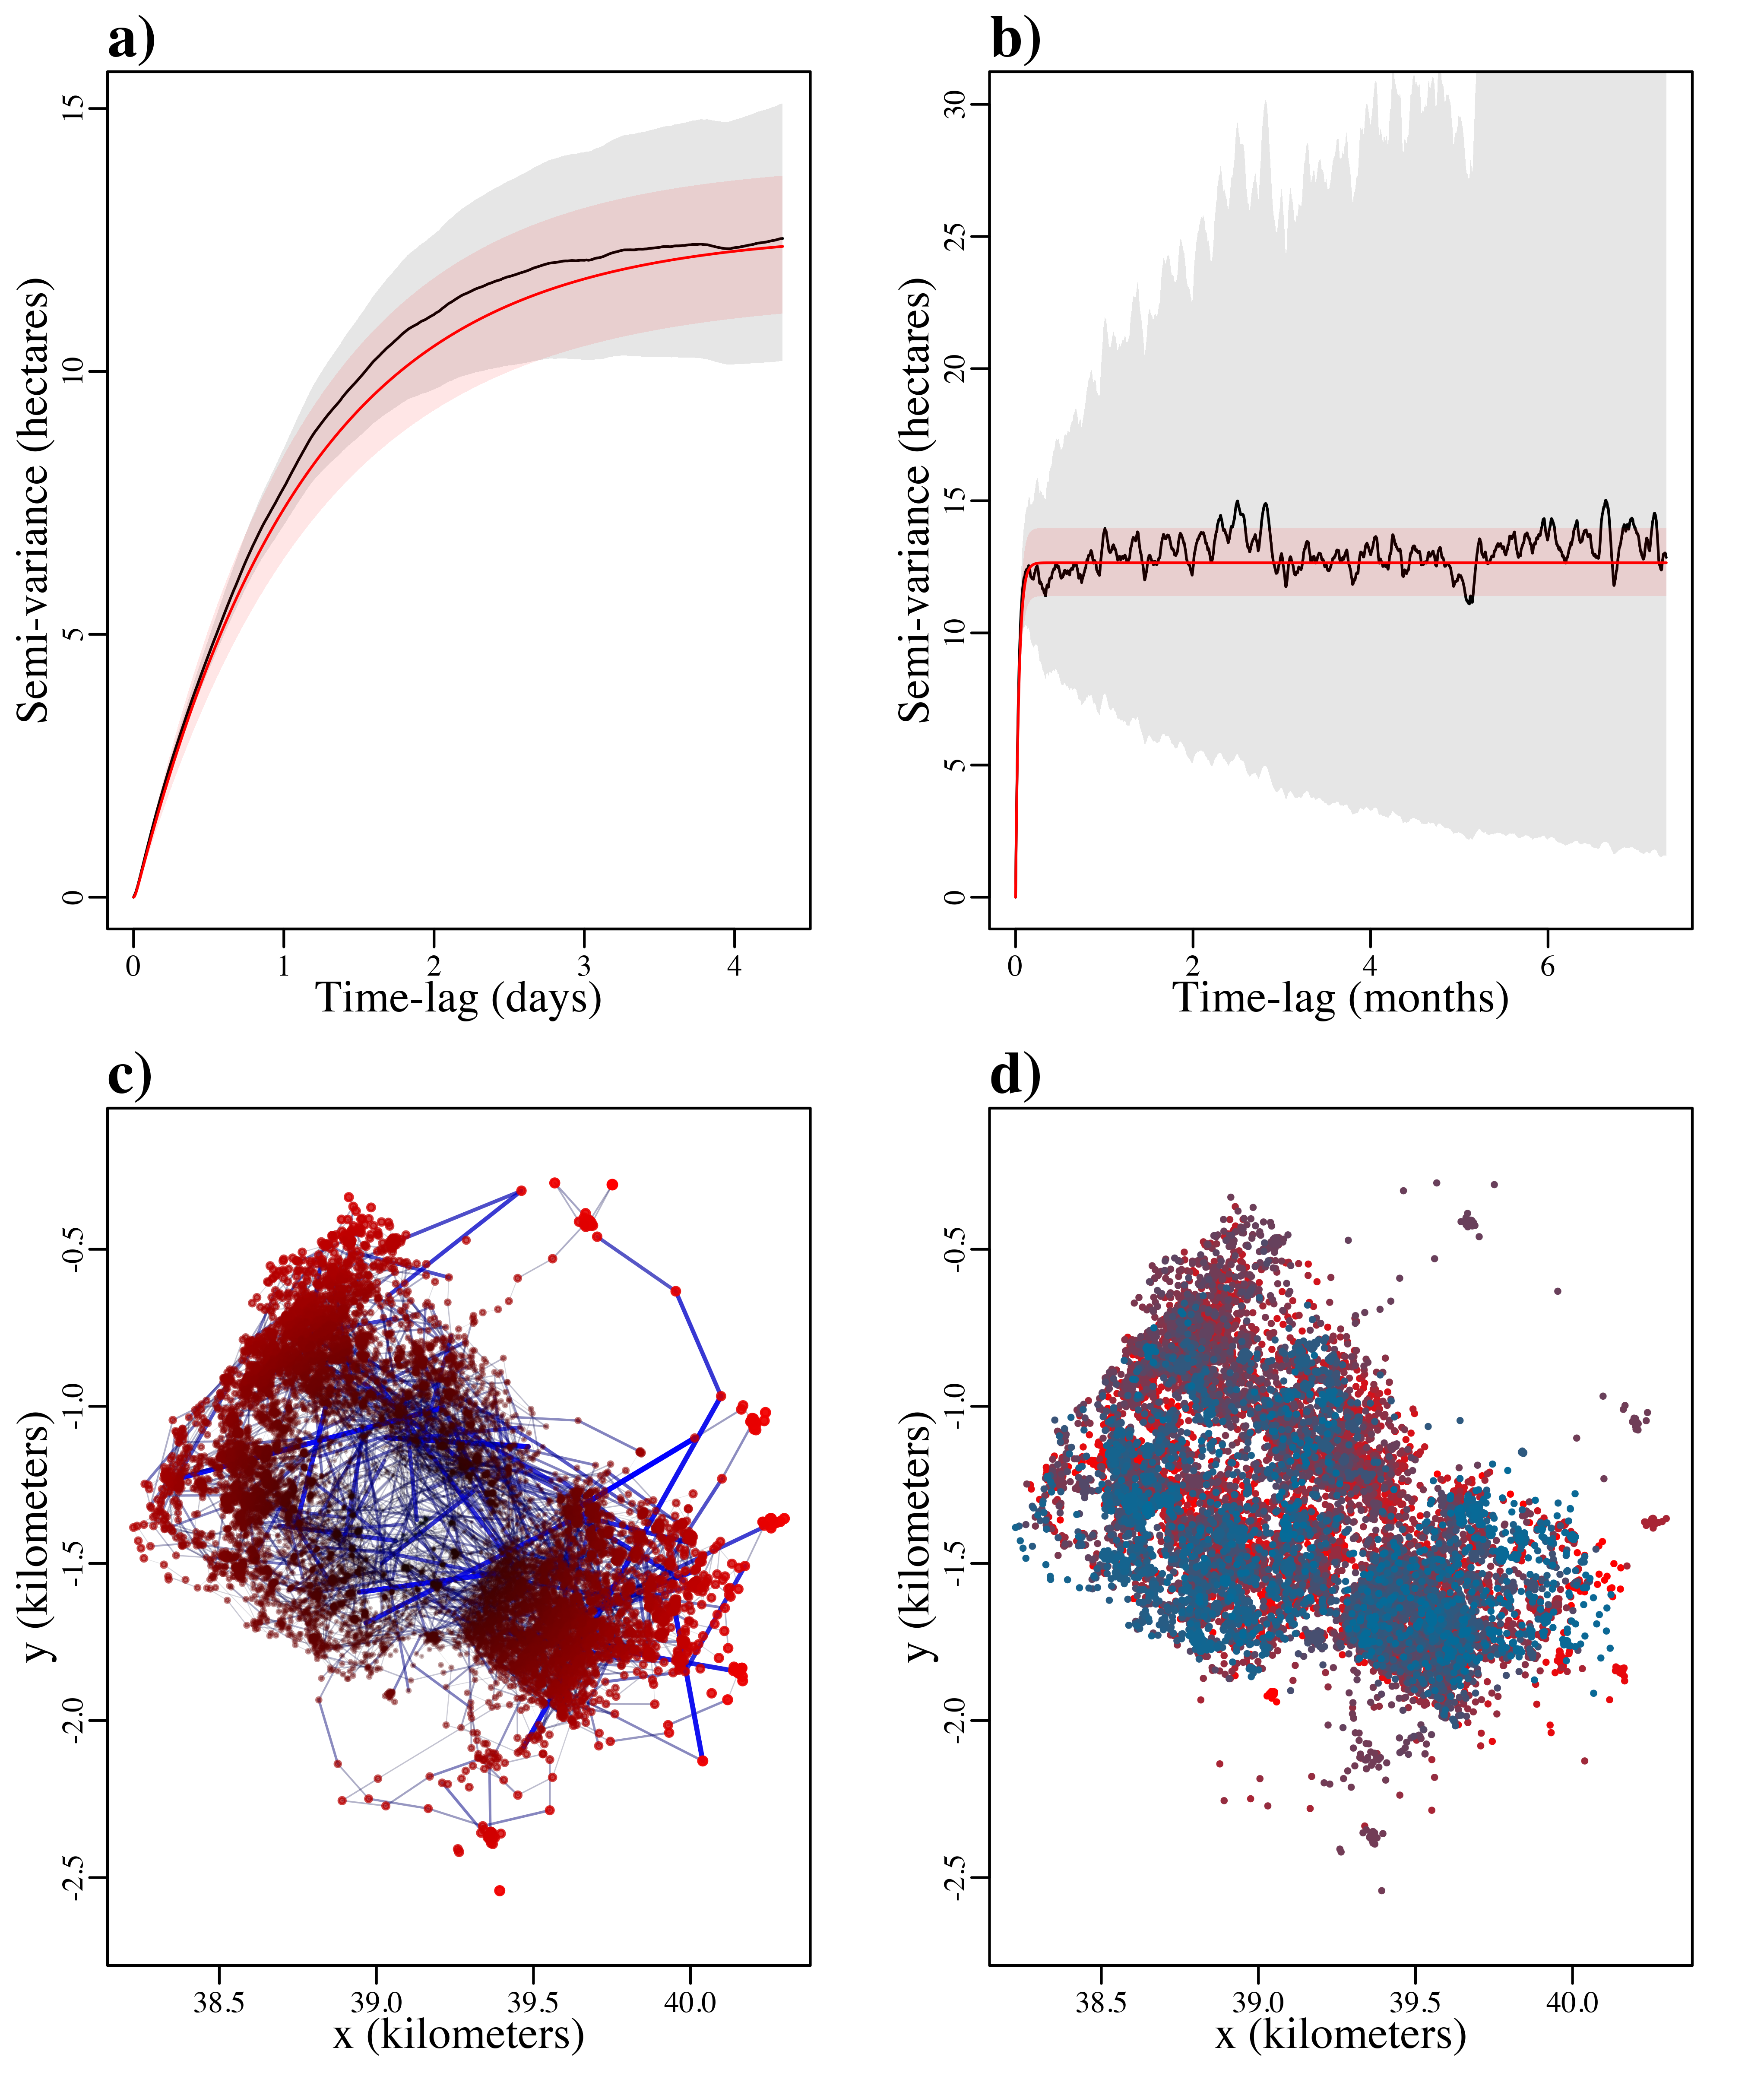 a)
15
10
5
0
Semi-variance (hectares)
0 1 2 3 4
Time-lag (days)
b)
30
25
20
15
10
5
0
Semi-variance (hectares)
0 2 4 6
Time-lag (months)
c)
-0.5
-1.0
-1.5
-2.0
-2.5
y (kilometers)
38.5 39.0 39.5 40.0
x (kilometers)
d)
-0.5
-1.0
-1.5
-2.0
-2.5
y (kilometers)
38.5 39.0 39.5 40.0
x (kilometers)